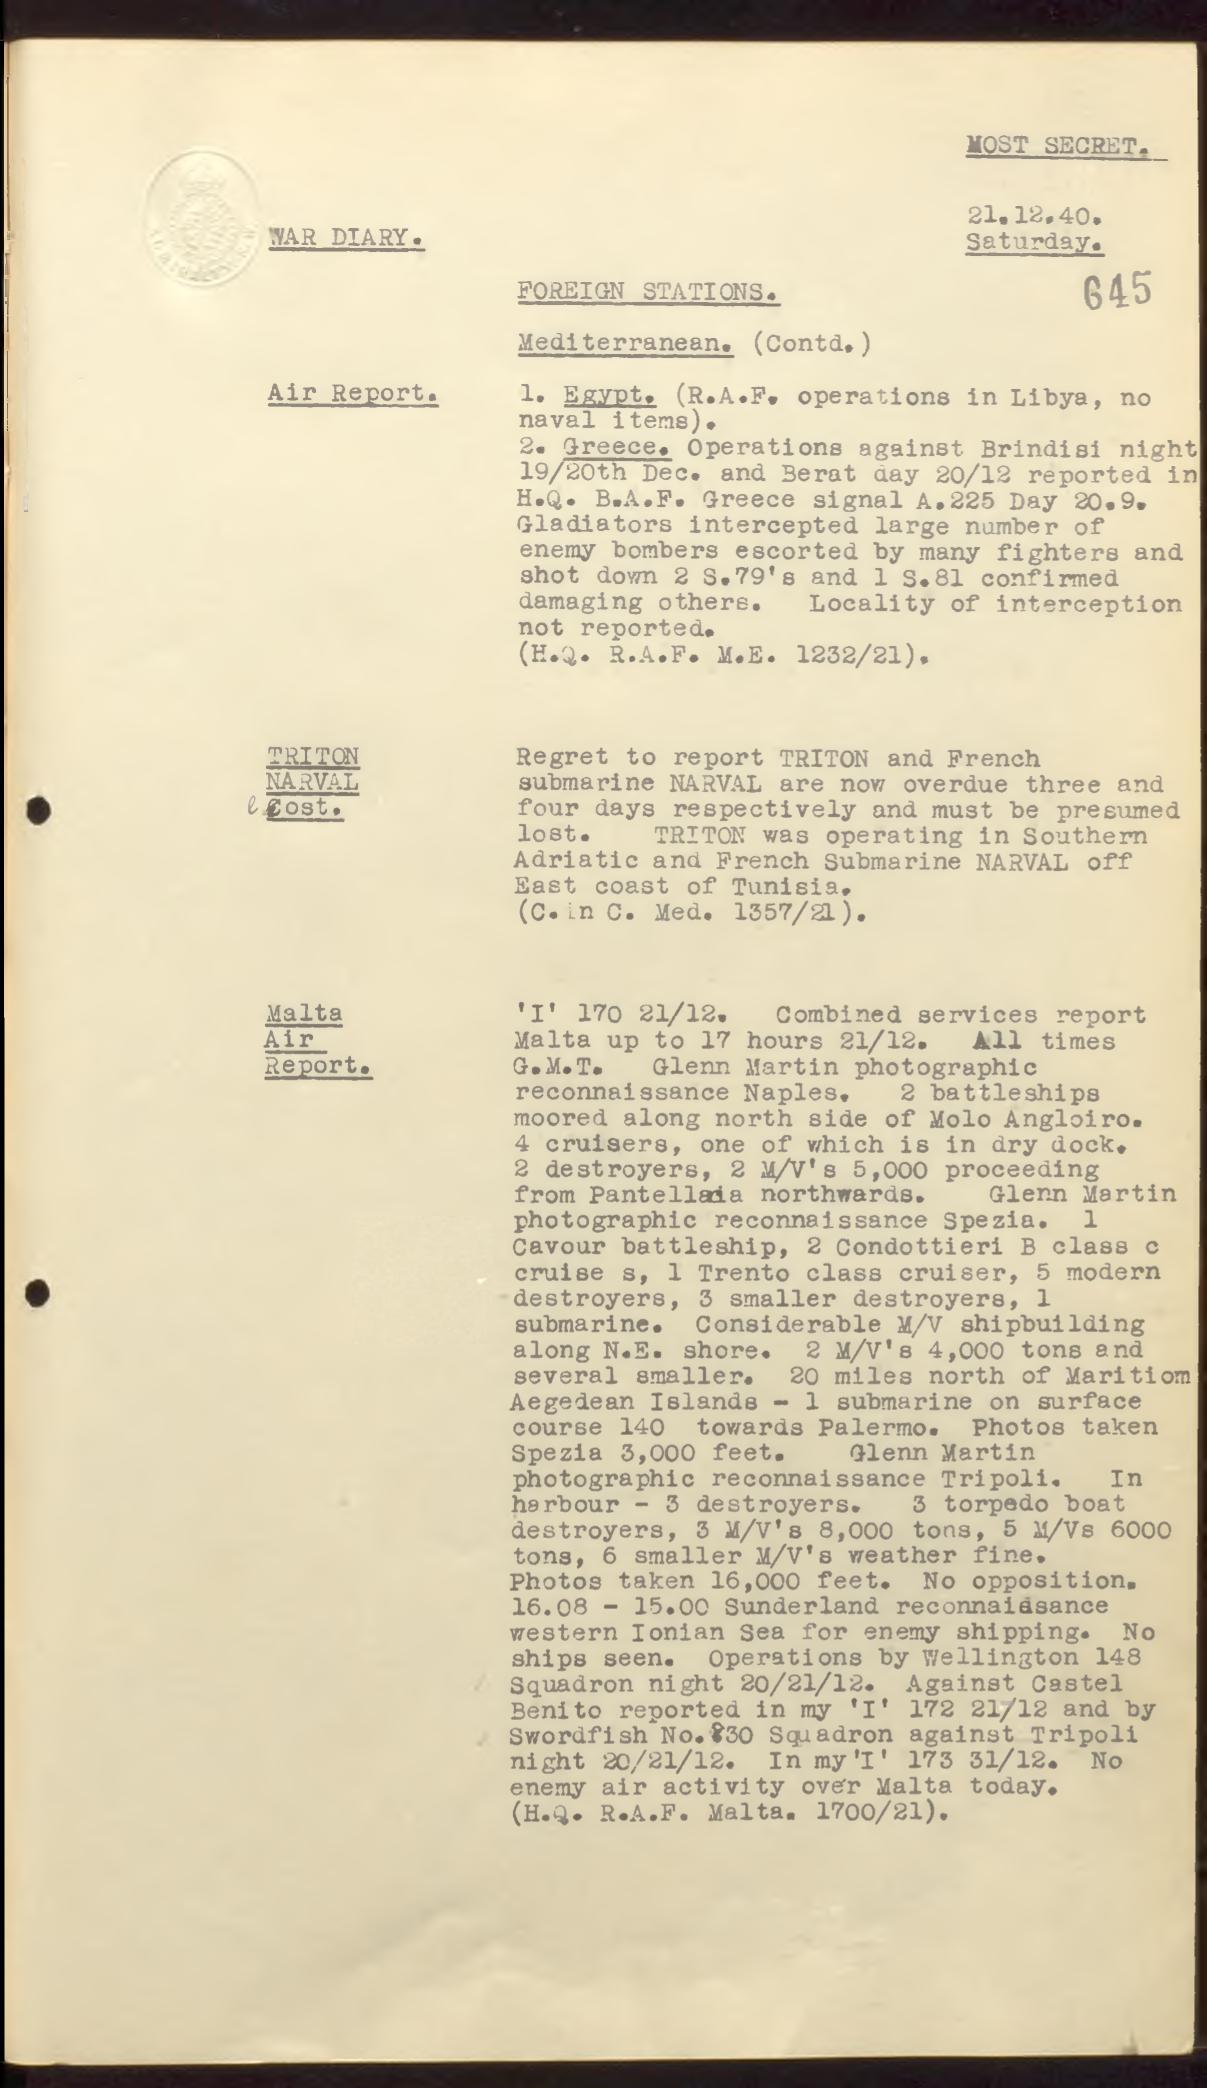 MOST SECRET.
21.12.40.
WAR DIARY.
Saturday.
FOREIGN STATIONS.
645
Mediterranean. (Contd.)
Air Report.
1. Egypt. (R.A.F. operations in Libya, no
naval items).
2. Greece. Operations against Brindisi night
19/20th Dec. and Berat day 20/12 reported in
H.Q. B.A.F. Greece signal A.225 Day 20.9.
Gladiators intercepted large number of
enemy bombers escorted by many fighters and
shot down 2 S.79's and 1 S.81 confirmed
damaging others. Locality of interception
not reported.
(H.Q. R.A.F. M.E. 1232/21).
TRITON
NARVAL
l Cost.
Regret to report TRITON and French
submarine NARVAL are now overdue three and
four days respectively and must be presumed
lost. TRITON was operating in Southern
Adriatic and French Submarine NARVAL off
East coast of Tunisia.
(C. in C. Med. 1357/21).
Malta
Air
Report.
'I' 170 21/12. Combined services report
Malta up to 17 hours 21/12. All times
G.M.T. Glenn Martin photographic
reconnaissance Naples. 2 battleships
moored along north side of Molo Angloiro.
4 cruisers, one of which is in dry dock.
2 destroyers, 2 M/V's 5,000 proceeding
from Pantellaia northwards. Glenn Martin
photographic reconnaissance Spezia. 1
Cavour battleship, 2 Condottieri B class c
cruise s, 1 Trento class cruiser, 5 modern
destroyers, 3 smaller destroyers, 1
submarine. Considerable M/V shipbuilding
along N.E. shore. 2 M/V's 4,000 tons and
several smaller. 20 miles north of Maritiom
Aegedean Islands - 1 submarine on surface
course 140 towards Palermo. Photos taken
Spezia 3,000 feet. Glenn Martin
photographic reconnaissance Tripoli. In
harbour - 3 destroyers. 3 torpedo boat
destroyers, 3 M/V's 8,000 tons, 5 M/Vs 6000
tons, 6 smaller M/V's weather fine.
Photos taken 16,000 feet. No opposition.
16.08 - 15.00 Sunderland reconnaissance
western Ionian Sea for enemy shipping. No
ships seen. Operations by Wellington 148
Squadron night 20/21/12. Against Castel
Benito reported in my 'I' 172 21/12 and by
Swordfish No.830 Squadron against Tripoli
night 20/21/12. In my 'I' 173 31/12. No
enemy air activity over Malta today.
(H.Q. R.A.F. Malta. 1700/21).